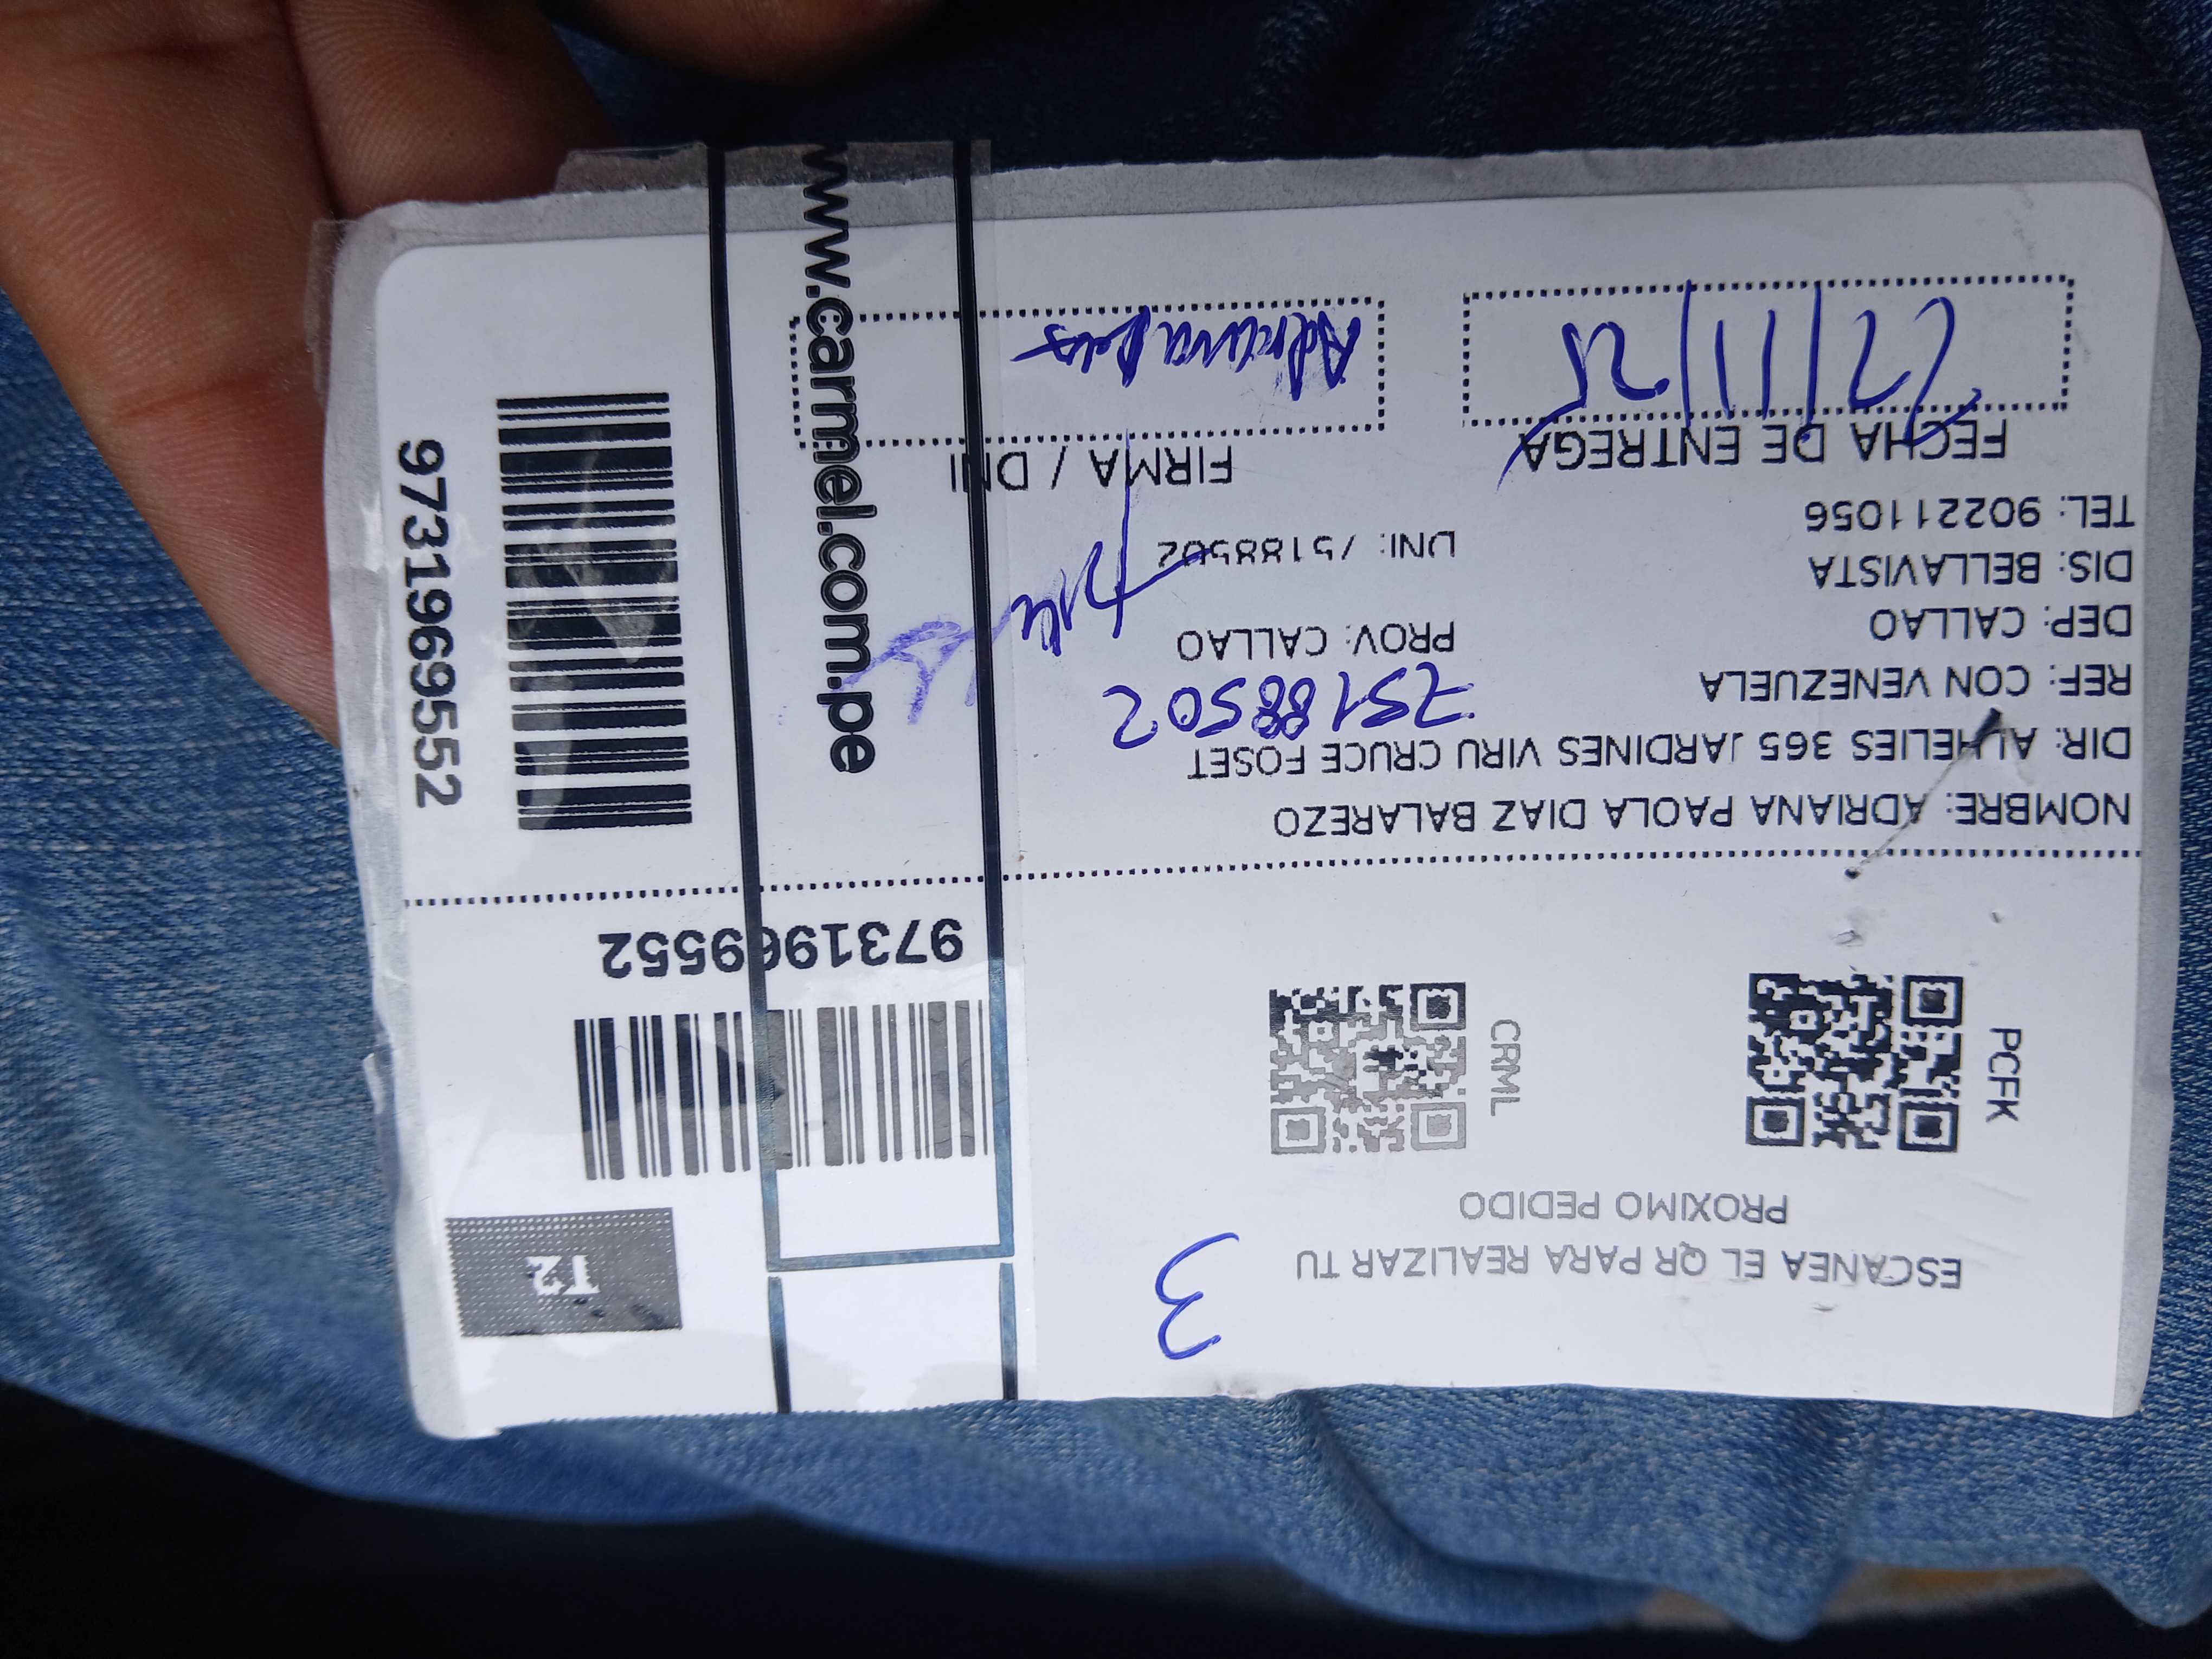 T2
ESCANEA EL QR PARA REALIZAR TU
PROXIMO PEDIDO
3
PCFK
CRML
9731969552
NOMBRE: ADRIANA PAOLA DIAZ BALAREZO
DIR: ALHELIES 365 JARDINES VIRU CRUCE FOSET
REF: CON VENEZUELA
75188502
DEP: CALLAO
PROV: CALLAO
DIS: BELLAVISTA
DNI: 75188502
TEL: 902211056
FECHA DE ENTREGA
FIRMA / DNI
22/11/25
Adriana
www.carmel.com.pe
9731969552